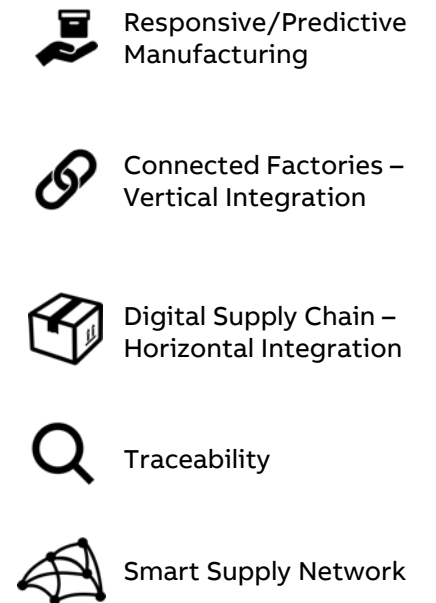 Responsive/Predictive
Manufacturing
Connected Factories –
Vertical Integration
Digital Supply Chain –
Horizontal Integration
Traceability
Smart Supply Network